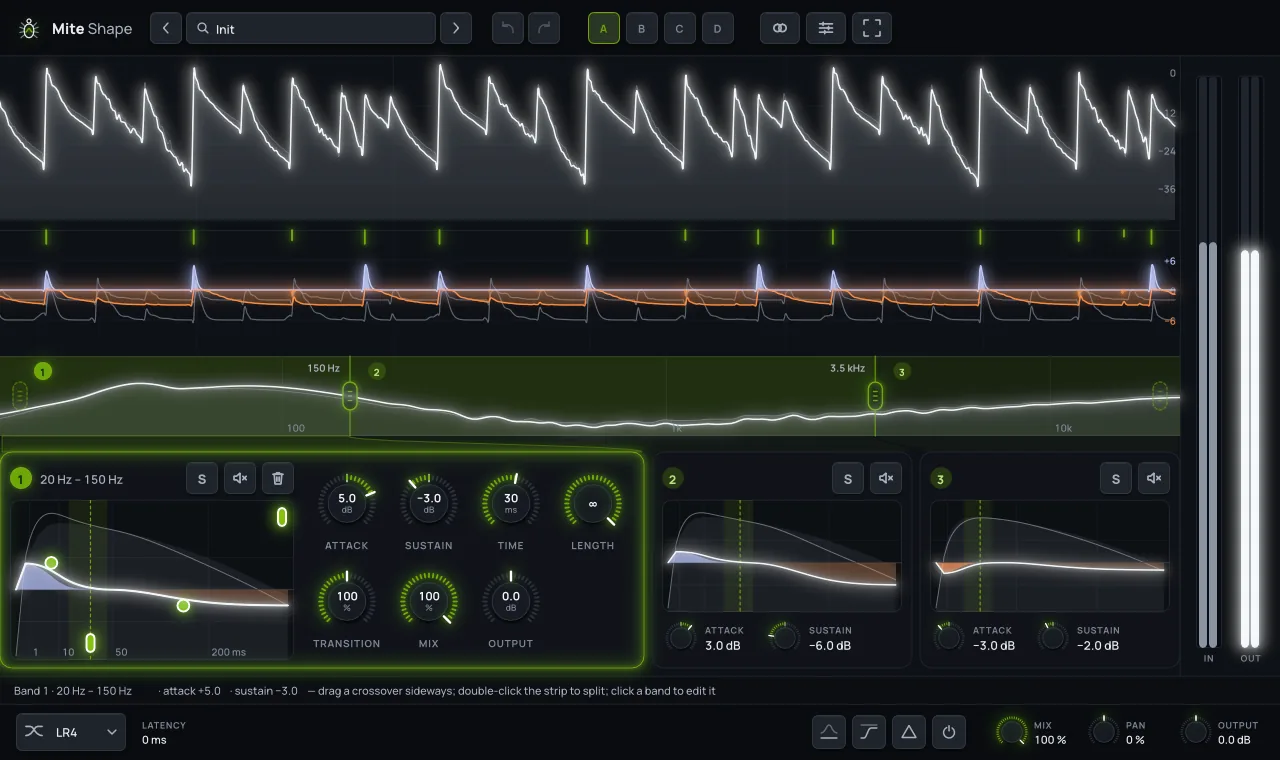 Mite Shape
Init
A B C D
0
-12
-24
-36
+6
0
-6
1 150 Hz 2 3.5 kHz 3
100 1k 10k
1 20 Hz – 150 Hz S
5.0 dB -3.0 dB 30 ms ∞
ATTACK SUSTAIN TIME LENGTH
100 % 100 % 0.0 dB
TRANSITION MIX OUTPUT
1 10 50 200 ms
2 S
ATTACK 3.0 dB SUSTAIN -6.0 dB
3 S
ATTACK -3.0 dB SUSTAIN -2.0 dB
IN OUT
Band 1 · 20 Hz – 150 Hz · attack +5.0 · sustain -3.0 — drag a crossover sideways; double-click the strip to split; click a band to edit it
LR4
LATENCY
0 ms
MIX 100 % PAN 0 % OUTPUT 0.0 dB